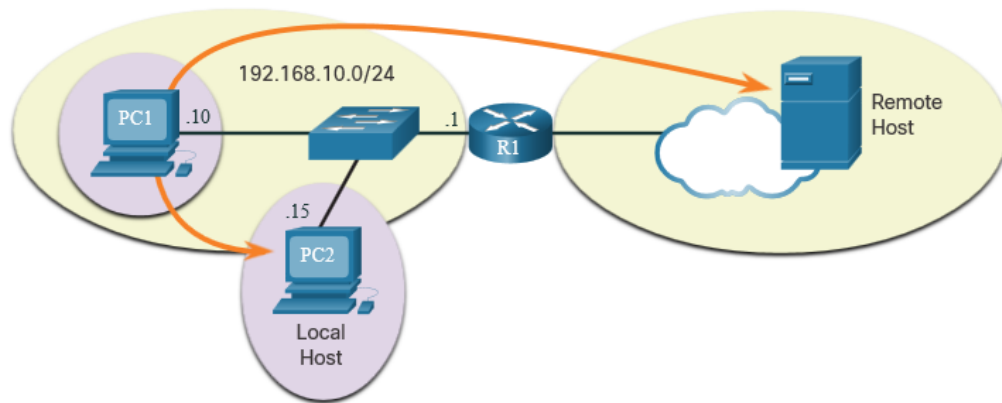 192.168.10.0/24
PC1
.10
.1
R1
Remote
Host
.15
PC2
Local
Host